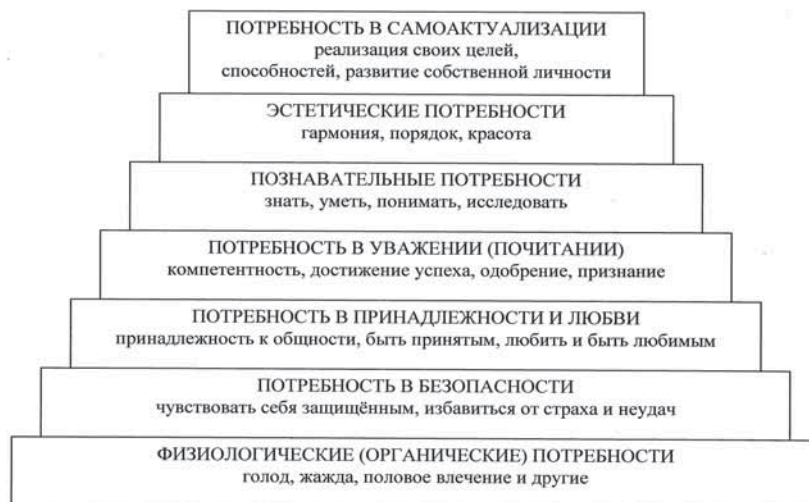 ПОТРЕБНОСТЬ В САМОАКТУАЛИЗАЦИИ
реализация своих целей,
способностей, развитие собственной личности
ЭСТЕТИЧЕСКИЕ ПОТРЕБНОСТИ
гармония, порядок, красота
ПОЗНАВАТЕЛЬНЫЕ ПОТРЕБНОСТИ
знать, уметь, понимать, исследовать
ПОТРЕБНОСТЬ В УВАЖЕНИИ (ПОЧИТАНИИ)
компетентность, достижение успеха, одобрение, признание
ПОТРЕБНОСТЬ В ПРИНАДЛЕЖНОСТИ И ЛЮБВИ
принадлежность к общности, быть принятым, любить и быть любимым
ПОТРЕБНОСТЬ В БЕЗОПАСНОСТИ
чувствовать себя защищённым, избавиться от страха и неудач
ФИЗИОЛОГИЧЕСКИЕ (ОРГАНИЧЕСКИЕ) ПОТРЕБНОСТИ
голод, жажда, половое влечение и другие